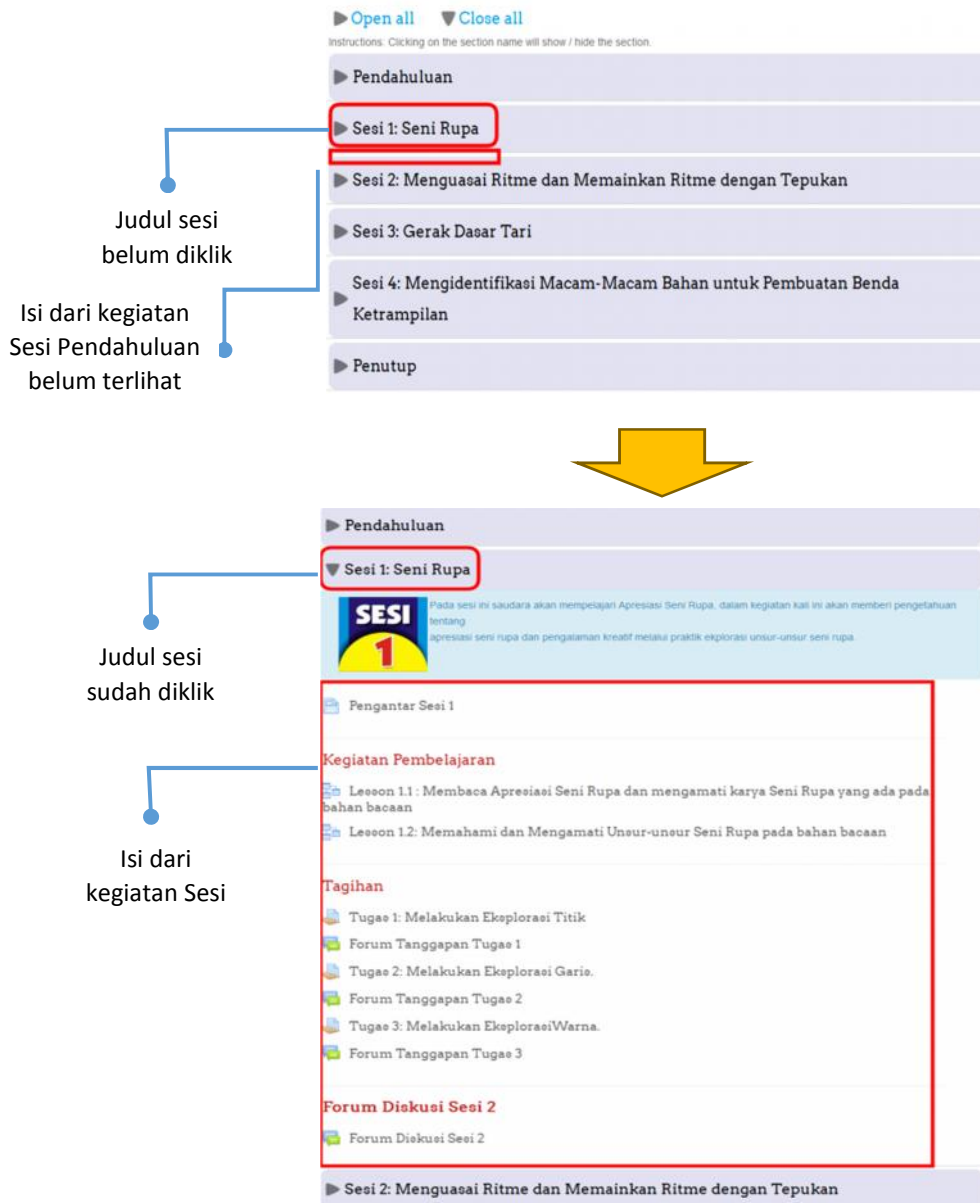 Open all Close all
Instructions: Clicking on the section name will show / hide the section.
Pendahuluan
Sesi 1: Seni Rupa
Sesi 2: Menguasai Ritme dan Memainkan Ritme dengan Tepukan
Sesi 3: Gerak Dasar Tari
Sesi 4: Mengidentifikasi Macam-Macam Bahan untuk Pembuatan Benda
Ketrampilan
Penutup
Judul sesi
belum diklik
Isi dari kegiatan
Sesi Pendahuluan
belum terlihat
Pendahuluan
Sesi 1: Seni Rupa
SESI
1
Pada sesi ini saudara akan mempelajari Apresiasi Seni Rupa, dalam kegiatan kali ini akan memberi pengetahuan
tentang
apresiasi seni rupa dan pengalaman kreatif melalui praktik ekplorasi unsur-unsur seni rupa.
Pengantar Sesi 1
Kegiatan Pembelajaran
Lesson 1.1 : Membaca Apresiasi Seni Rupa dan mengamati karya Seni Rupa yang ada pada
bahan bacaan
Lesson 1.2: Memahami dan Mengamati Unsur-unsur Seni Rupa pada bahan bacaan
Tagihan
Tugas 1: Melakukan Eksplorasi Titik
Forum Tanggapan Tugas 1
Tugas 2: Melakukan Eksplorasi Garis.
Forum Tanggapan Tugas 2
Tugas 3: Melakukan EksplorasiWarna.
Forum Tanggapan Tugas 3
Forum Diskusi Sesi 2
Forum Diskusi Sesi 2
Sesi 2: Menguasai Ritme dan Memainkan Ritme dengan Tepukan
Judul sesi
sudah diklik
Isi dari
kegiatan Sesi